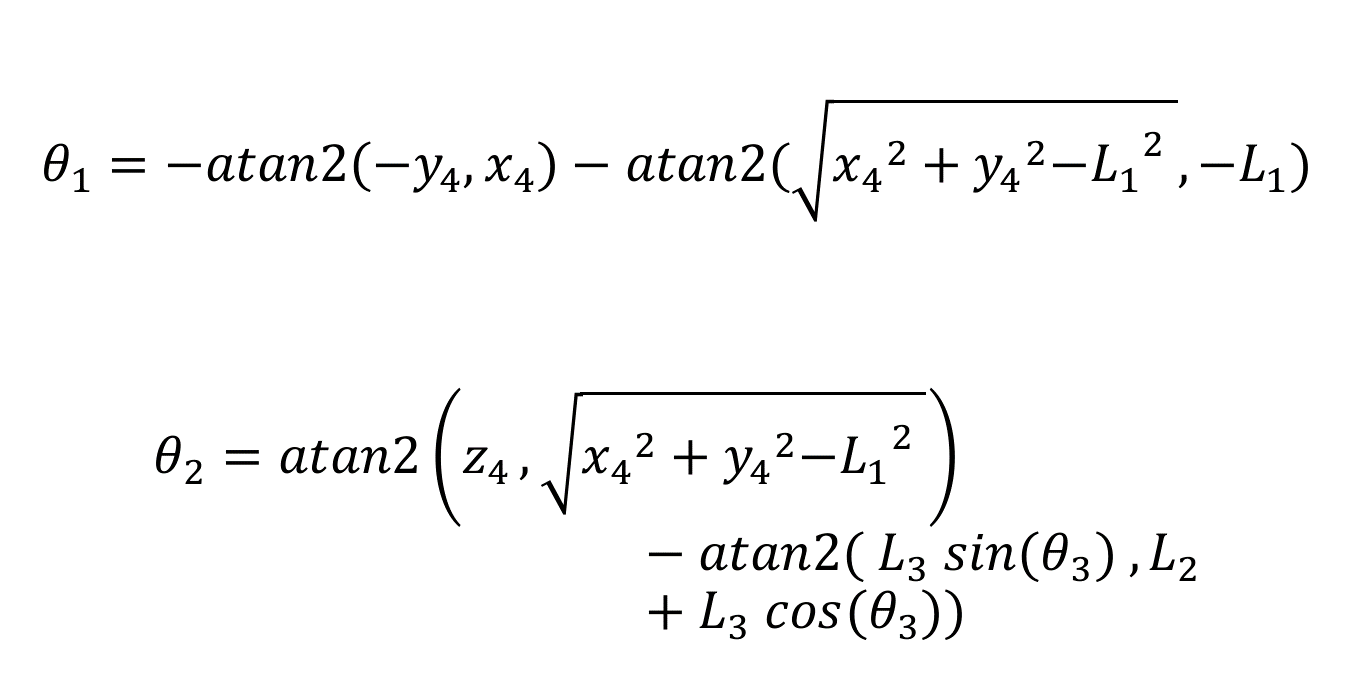 θ₁ = −atan2(−y₄, x₄) − atan2(√(x₄² + y₄²−L₁²) , −L₁)
θ₂ = atan2(z₄ , √(x₄² + y₄²−L₁²))
− atan2( L₃ sin(θ₃) , L₂
+ L₃ cos(θ₃))